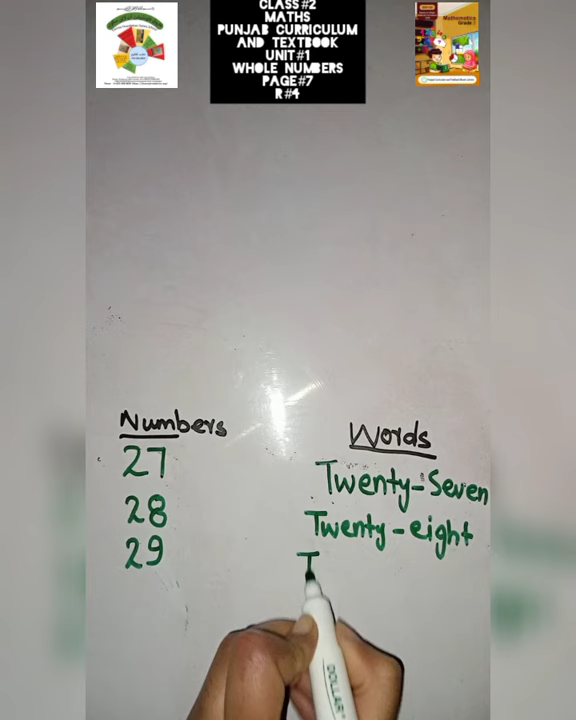 CLASS#2
MATHS
PUNJAB CURRICULUM
AND TEXTBOOK
UNIT#1
WHOLE NUMBERS
PAGE#7
R#4
Mathematics
Numbers
Words
27
Twenty-Seven
28
Twenty-eight
29
T
DOLLAR